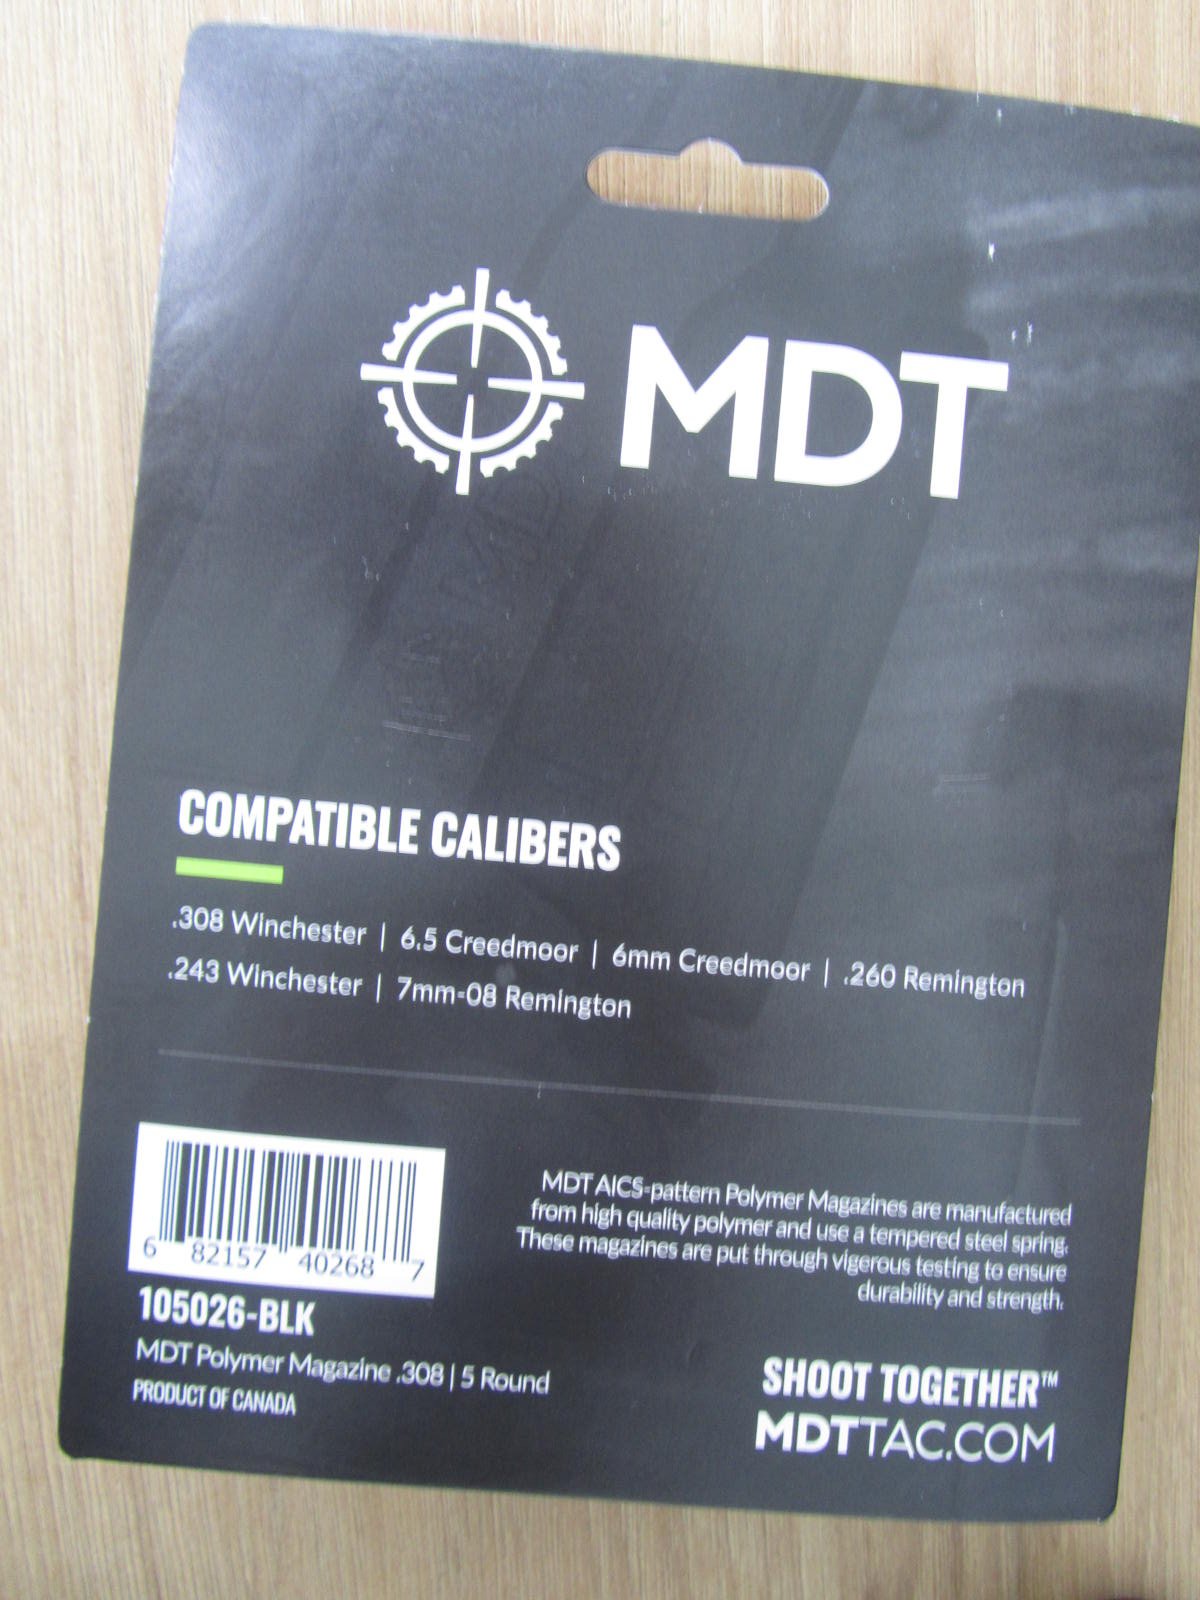 MDT
COMPATIBLE CALIBERS
.308 Winchester | 6.5 Creedmoor | 6mm Creedmoor | .260 Remington
.243 Winchester | 7mm-08 Remington
6 82157 40268 7
105026-BLK
MDT Polymer Magazine .308 | 5 Round
PRODUCT OF CANADA
MDT AICS-pattern Polymer Magazines are manufactured
from high quality polymer and use a tempered steel spring.
These magazines are put through vigerous testing to ensure
durability and strength.
SHOOT TOGETHER™
MDTTAC.COM